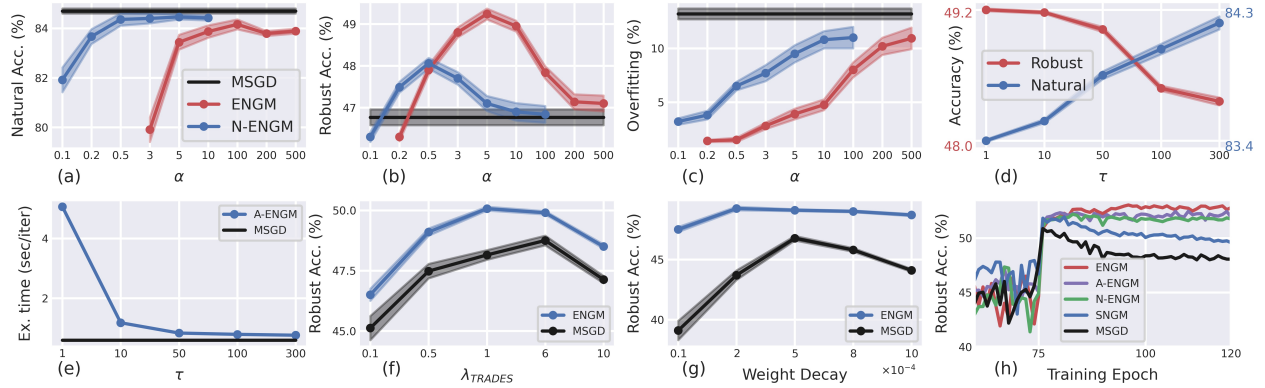 Natural Acc. (%)
84
82
80
MSGD
ENGM
N-ENGM
0.1 0.2 0.5 3 5 10 100 200 500
(a) α
Robust Acc. (%)
49
48
47
0.1 0.2 0.5 3 5 10 100 200 500
(b) α
Overfitting (%)
10
5
0.1 0.2 0.5 3 5 10 100 200 500
(c) α
Accuracy (%)
49.2
48.0
84.3
83.4
Robust
Natural
1 10 50 100 300
(d) τ
Ex. time (sec/iter)
4
2
A-ENGM
MSGD
1 10 50 100 300
(e) τ
Robust Acc. (%)
50.0
47.5
45.0
ENGM
MSGD
0.1 0.5 1 6 10
(f) λTRADES
Robust Acc. (%)
45
40
ENGM
MSGD
0.1 2 5 8 10
(g) Weight Decay ×10⁻⁴
Robust Acc. (%)
50
45
40
ENGM
A-ENGM
N-ENGM
SNGM
MSGD
75 100 120
(h) Training Epoch